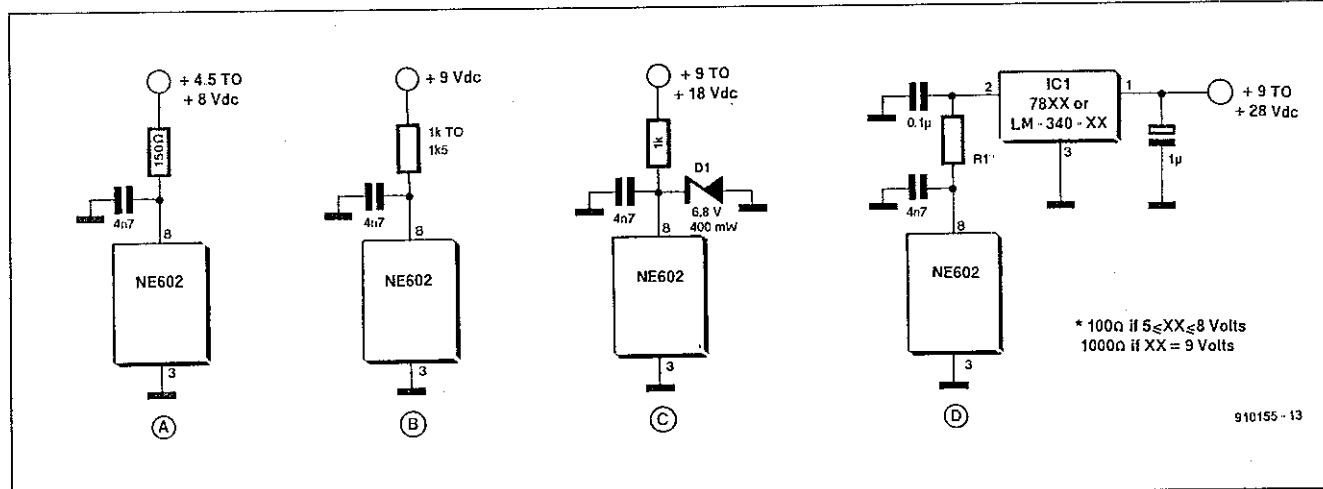 + 4.5 TO
+ 8 Vdc
150Ω
4n7
8
NE602
3
A
+ 9 Vdc
1k TO
1k5
4n7
8
NE602
3
B
+ 9 TO
+ 18 Vdc
1k
D1
4n7
6,8 V
400 mW
8
NE602
3
C
2
IC1
78XX or
LM - 340 - XX
1
3
+ 9 TO
+ 28 Vdc
0.1µ
1µ
R1*
4n7
8
NE602
3
D
* 100Ω if 5≤XX≤8 Volts
1000Ω if XX = 9 Volts
910155 - 13